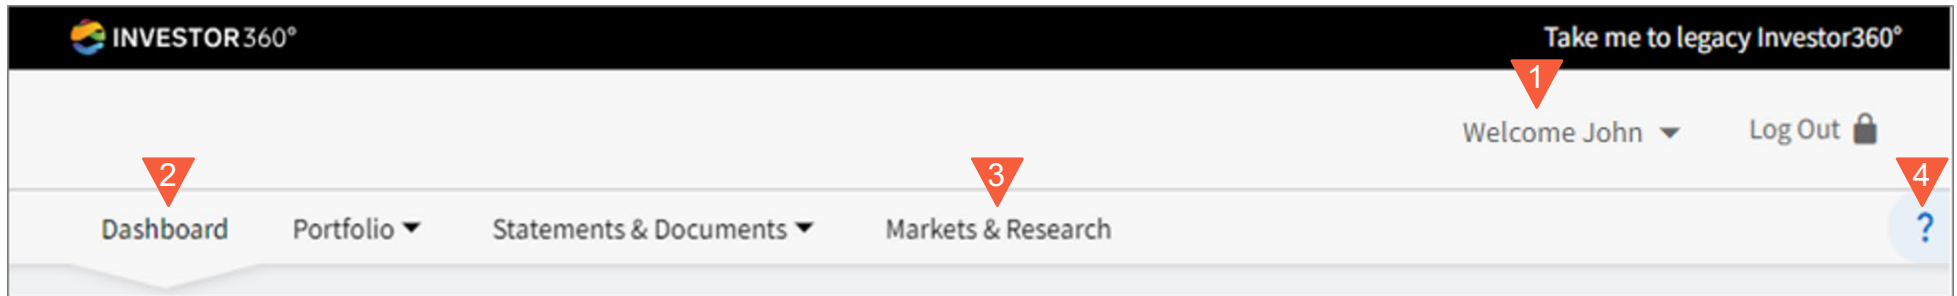 INVESTOR360°
Take me to legacy Investor360°
1
Welcome John
Log Out
2
3
4
Dashboard
Portfolio
Statements & Documents
Markets & Research
?